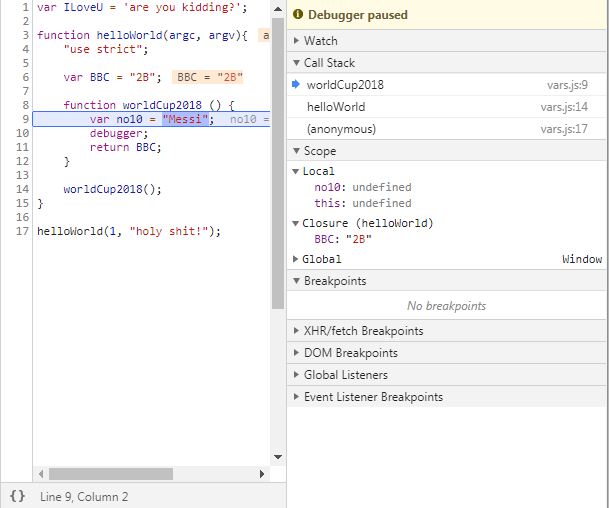 1 var ILoveU = 'are you kidding?';
2
3 function helloWorld(argc, argv){ a
4 "use strict";
5
6 var BBC = "2B"; BBC = "2B"
7
8 function worldCup2018 () {
9 var no10 = "Messi"; no10 =
10 debugger;
11 return BBC;
12 }
13
14 worldCup2018();
15 }
16
17 helloWorld(1, "holy shit!");
{} Line 9, Column 2
Debugger paused
Watch
Call Stack
worldCup2018 vars.js:9
helloWorld vars.js:14
(anonymous) vars.js:17
Scope
Local
no10: undefined
this: undefined
Closure (helloWorld)
BBC: "2B"
Global Window
Breakpoints
No breakpoints
XHR/fetch Breakpoints
DOM Breakpoints
Global Listeners
Event Listener Breakpoints